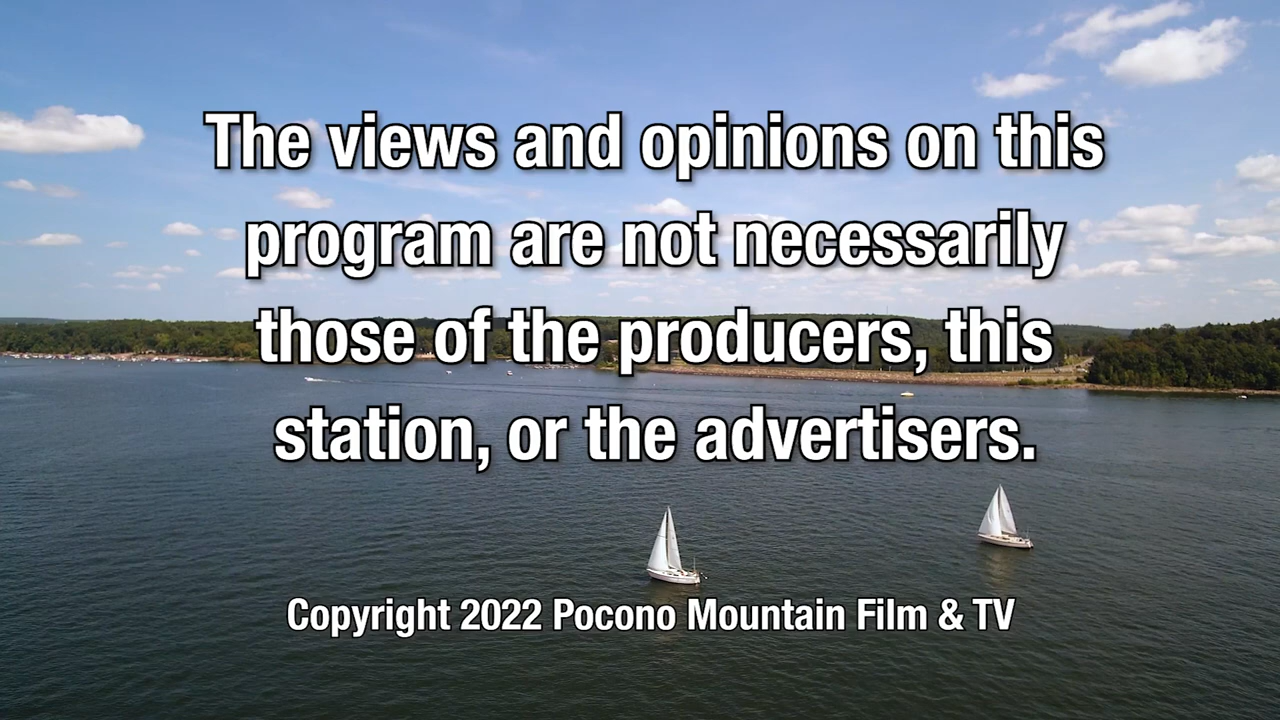 The views and opinions on this
program are not necessarily
those of the producers, this
station, or the advertisers.
Copyright 2022 Pocono Mountain Film & TV